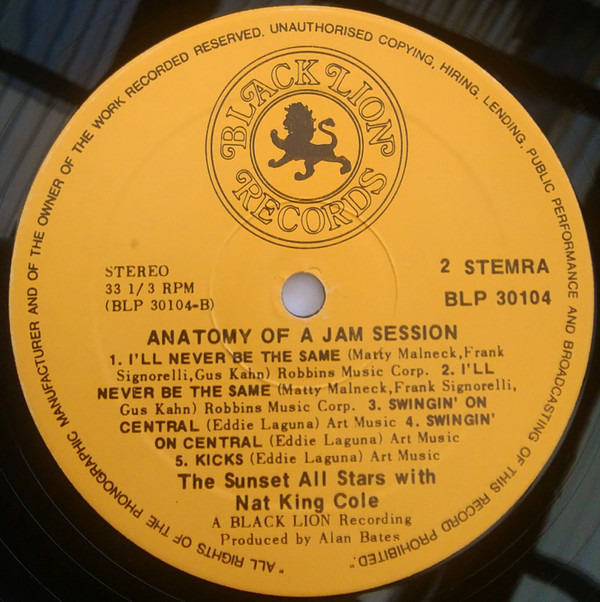 "ALL RIGHTS OF THE PHONOGRAPHIC MANUFACTURER AND OF THE OWNER OF THE WORK RECORDED RESERVED. UNAUTHORISED COPYING, HIRING, LENDING, PUBLIC PERFORMANCE AND BROADCASTING OF THIS RECORD PROHIBITED."
BLACK LION
RECORDS
STEREO
33 1/3 RPM
(BLP 30104-B)
2 STEMRA
BLP 30104
ANATOMY OF A JAM SESSION
1. I'LL NEVER BE THE SAME (Matty Malneck,Frank
Signorelli,Gus Kahn) Robbins Music Corp. 2. I'LL
NEVER BE THE SAME (Matty Malneck,Frank Signorelli,
Gus Kahn) Robbins Music Corp. 3. SWINGIN' ON
CENTRAL (Eddie Laguna) Art Music 4. SWINGIN'
ON CENTRAL (Eddie Laguna) Art Music
5. KICKS (Eddie Laguna) Art Music
The Sunset All Stars with
Nat King Cole
A BLACK LION Recording
Produced by Alan Bates